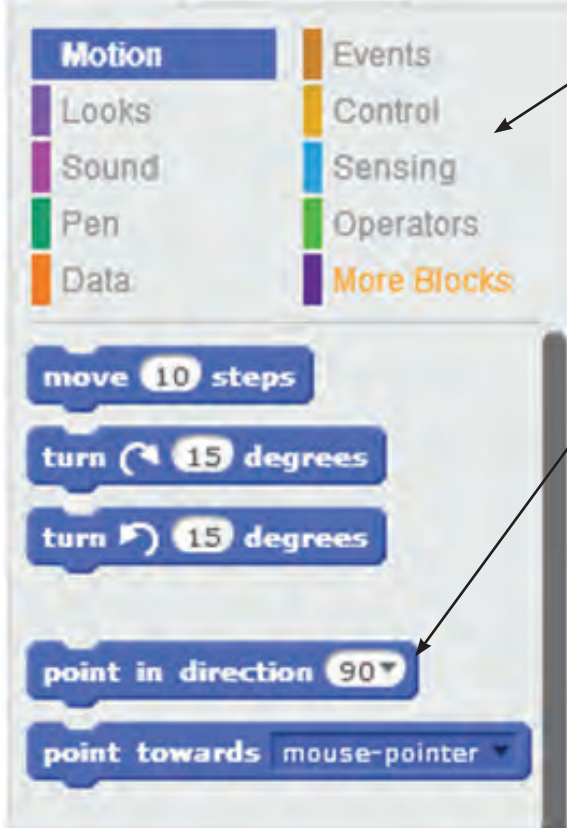 Motion
Events
Looks
Control
Sound
Sensing
Pen
Operators
Data
More Blocks
move 10 steps
turn 15 degrees
turn 15 degrees
point in direction 90
point towards mouse-pointer